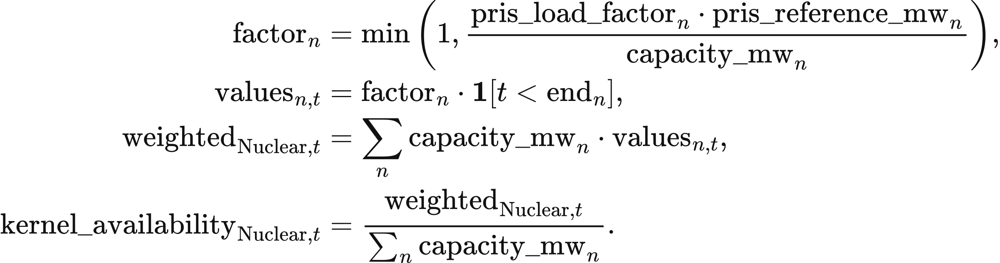 factor_n = min(1, pris_load_factor_n · pris_reference_mw_n / capacity_mw_n),
values_{n,t} = factor_n · 𝟏[t < end_n],
weighted_{Nuclear,t} = ∑_n capacity_mw_n · values_{n,t},
kernel_availability_{Nuclear,t} = weighted_{Nuclear,t} / ∑_n capacity_mw_n.